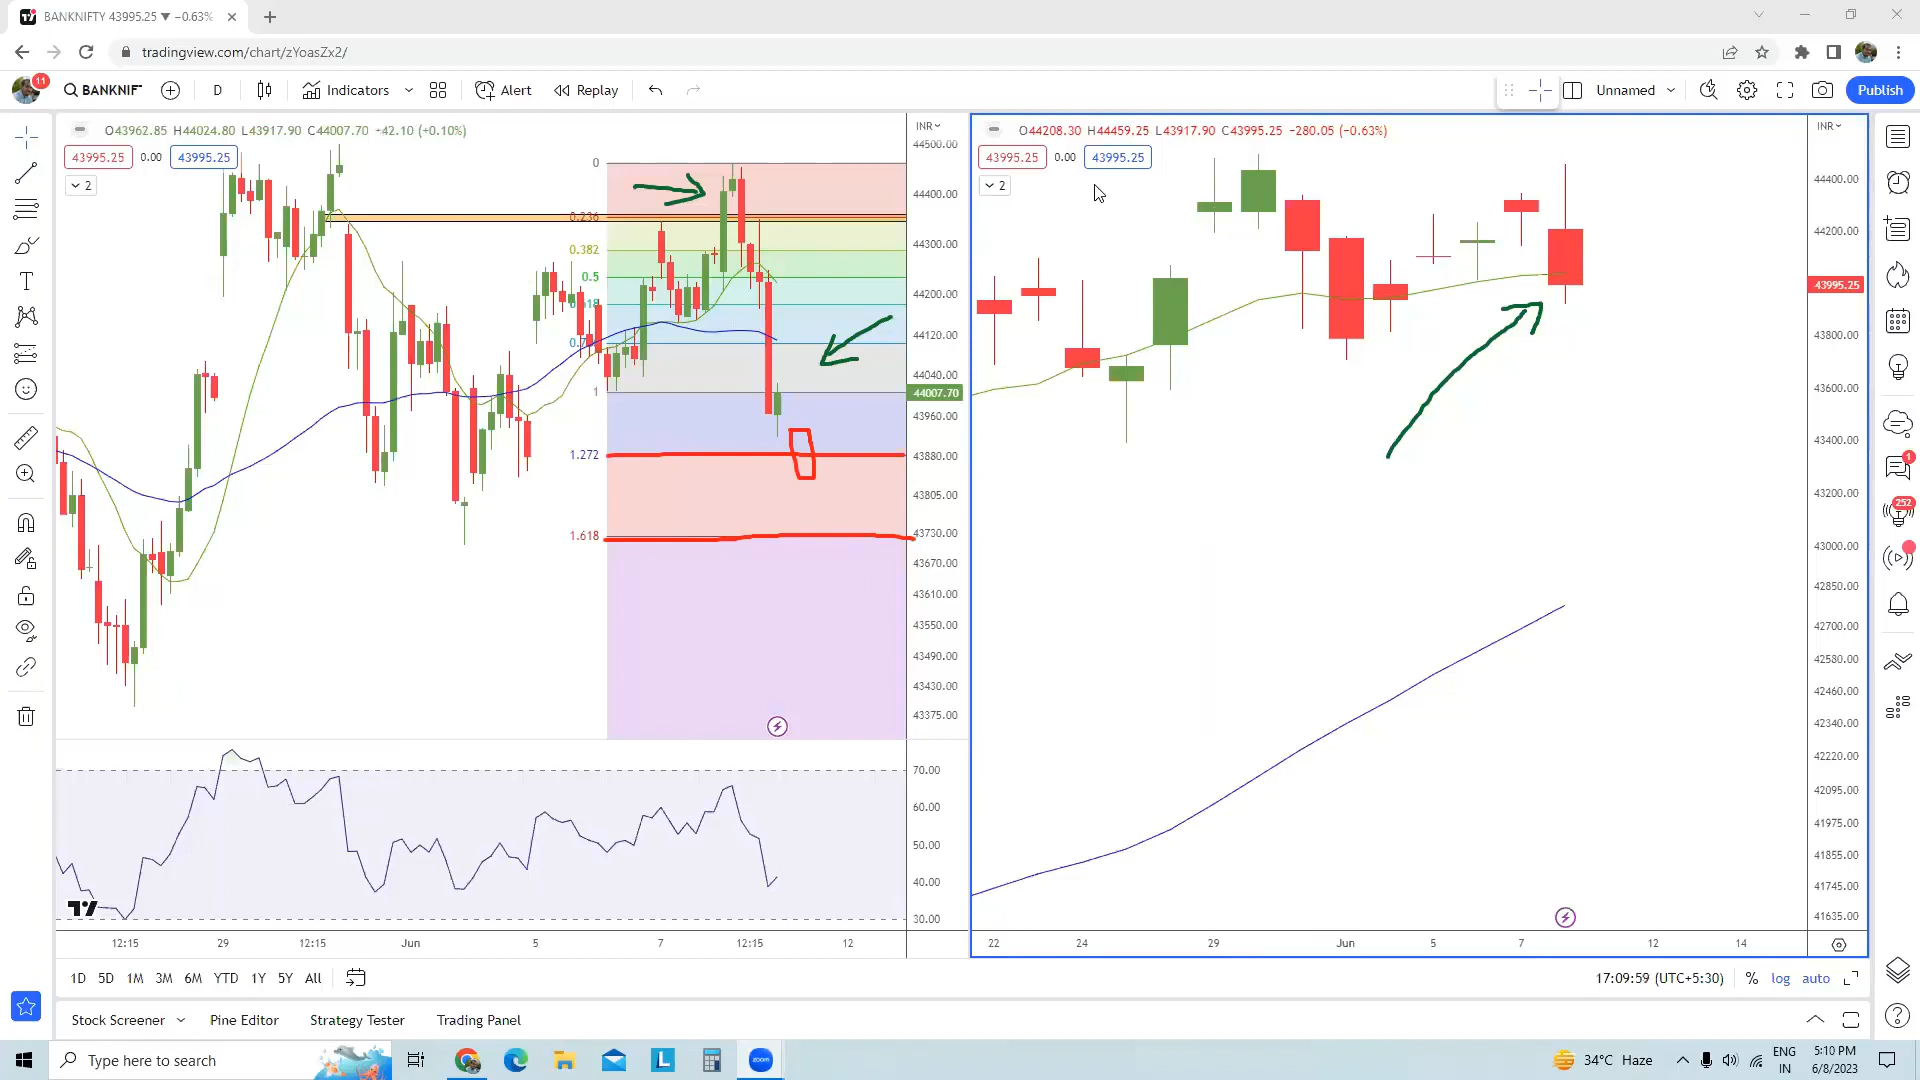 BANKNIFTY 43995.25 ▼ −0.63%
tradingview.com/chart/zYoasZx2/
11
BANKNIF
D
Indicators
Alert
Replay
Unnamed
Publish
O43962.85 H44024.80 L43917.90 C44007.70 +42.10 (+0.10%)
43995.25 0.00 43995.25
2
INR
44500.00
44400.00
44300.00
44200.00
44120.00
44040.00
44007.70
43960.00
43880.00
43805.00
43730.00
43670.00
43610.00
43550.00
43490.00
43430.00
43375.00
0
0.236
0.382
0.5
1
1.272
1.618
70.00
60.00
50.00
40.00
30.00
12:15 29 12:15 Jun 5 7 12:15 12
O44208.30 H44459.25 L43917.90 C43995.25 −280.05 (−0.63%)
43995.25 0.00 43995.25
2
INR
44400.00
44200.00
43995.25
43800.00
43600.00
43400.00
43200.00
43000.00
42850.00
42700.00
42580.00
42460.00
42340.00
42220.00
42095.00
41975.00
41855.00
41745.00
41635.00
22 24 29 Jun 5 7 12 14
1
252
1D 5D 1M 3M 6M YTD 1Y 5Y All
17:09:59 (UTC+5:30) % log auto
Stock Screener Pine Editor Strategy Tester Trading Panel
Type here to search
L
zoom
34°C Haze
ENG
IN
5:10 PM
6/8/2023